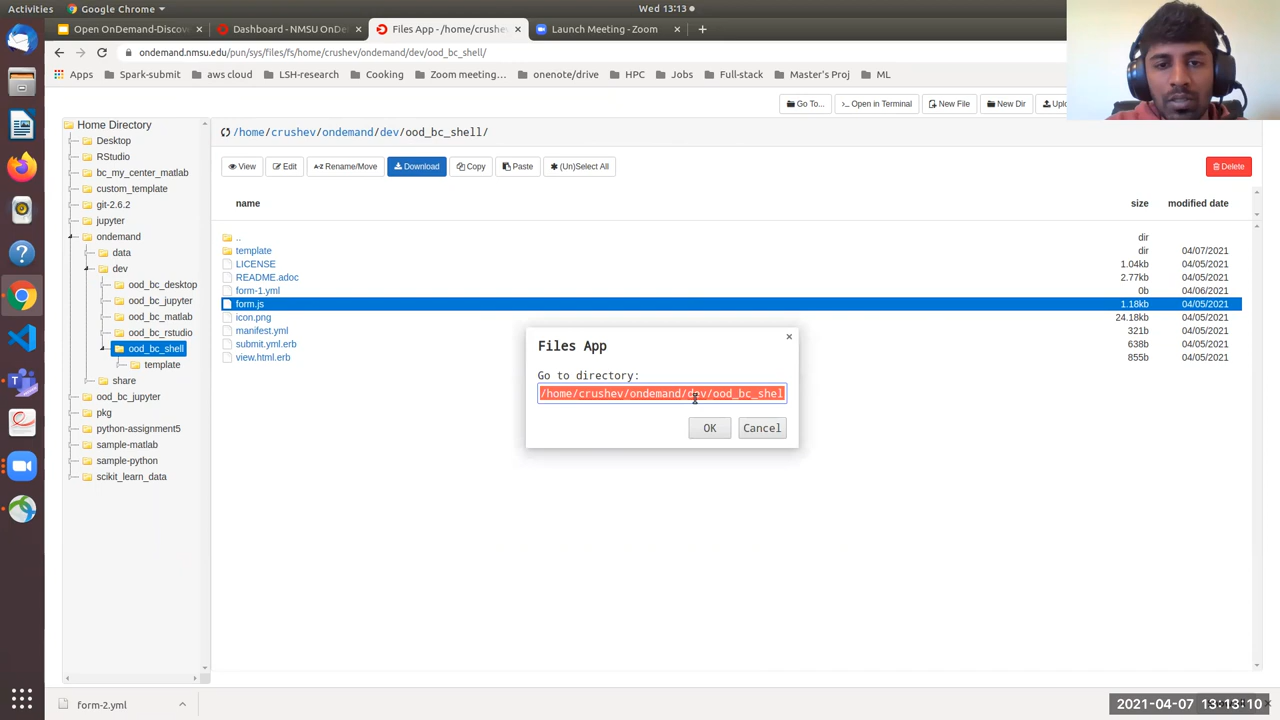 Activities
Google Chrome
Wed 13:13
Open OnDemand-Discov
Dashboard - NMSU OnDe
Files App - /home/crushev
Launch Meeting - Zoom
ondemand.nmsu.edu/pun/sys/files/fs/home/crushev/ondemand/dev/ood_bc_shell/
Apps
Spark-submit
aws cloud
LSH-research
Cooking
Zoom meeting...
onenote/drive
HPC
Jobs
Full-stack
Master's Proj
ML
Go To...
>_Open in Terminal
New File
New Dir
Uplo
Home Directory
Desktop
RStudio
bc_my_center_matlab
custom_template
git-2.6.2
jupyter
ondemand
data
dev
ood_bc_desktop
ood_bc_jupyter
ood_bc_matlab
ood_bc_rstudio
ood_bc_shell
template
share
ood_bc_jupyter
pkg
python-assignment5
sample-matlab
sample-python
scikit_learn_data
/home/crushev/ondemand/dev/ood_bc_shell/
View
Edit
A-Z Rename/Move
Download
Copy
Paste
(Un)Select All
Delete
name size modified date
.. dir
template dir 04/07/2021
LICENSE 1.04kb 04/05/2021
README.adoc 2.77kb 04/05/2021
form-1.yml 0b 04/06/2021
form.js 1.18kb 04/05/2021
icon.png 24.18kb 04/05/2021
manifest.yml 321b 04/05/2021
submit.yml.erb 638b 04/05/2021
view.html.erb 855b 04/05/2021
Files App
Go to directory:
/home/crushev/ondemand/dev/ood_bc_shel
OK
Cancel
form-2.yml
2021-04-07 13:13:10